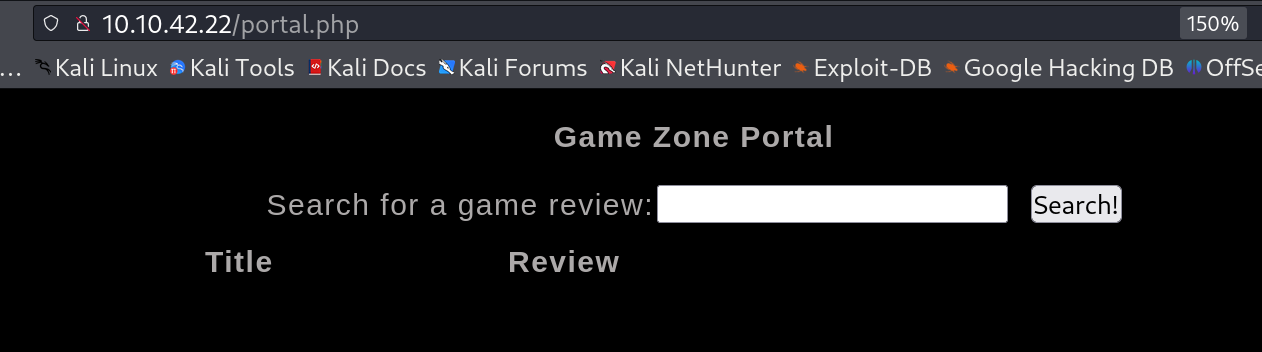 10.10.42.22/portal.php 150%
... Kali Linux Kali Tools Kali Docs Kali Forums Kali NetHunter Exploit-DB Google Hacking DB OffSe
Game Zone Portal
Search for a game review: Search!
Title Review